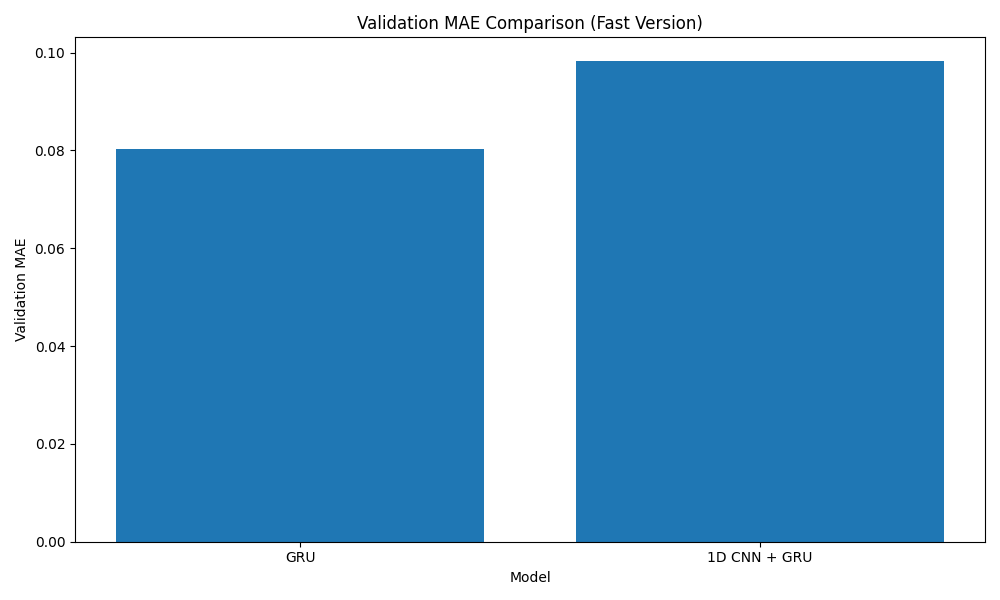 Validation MAE Comparison (Fast Version)
0.10
0.08
0.06
0.04
0.02
0.00
Validation MAE
GRU
1D CNN + GRU
Model